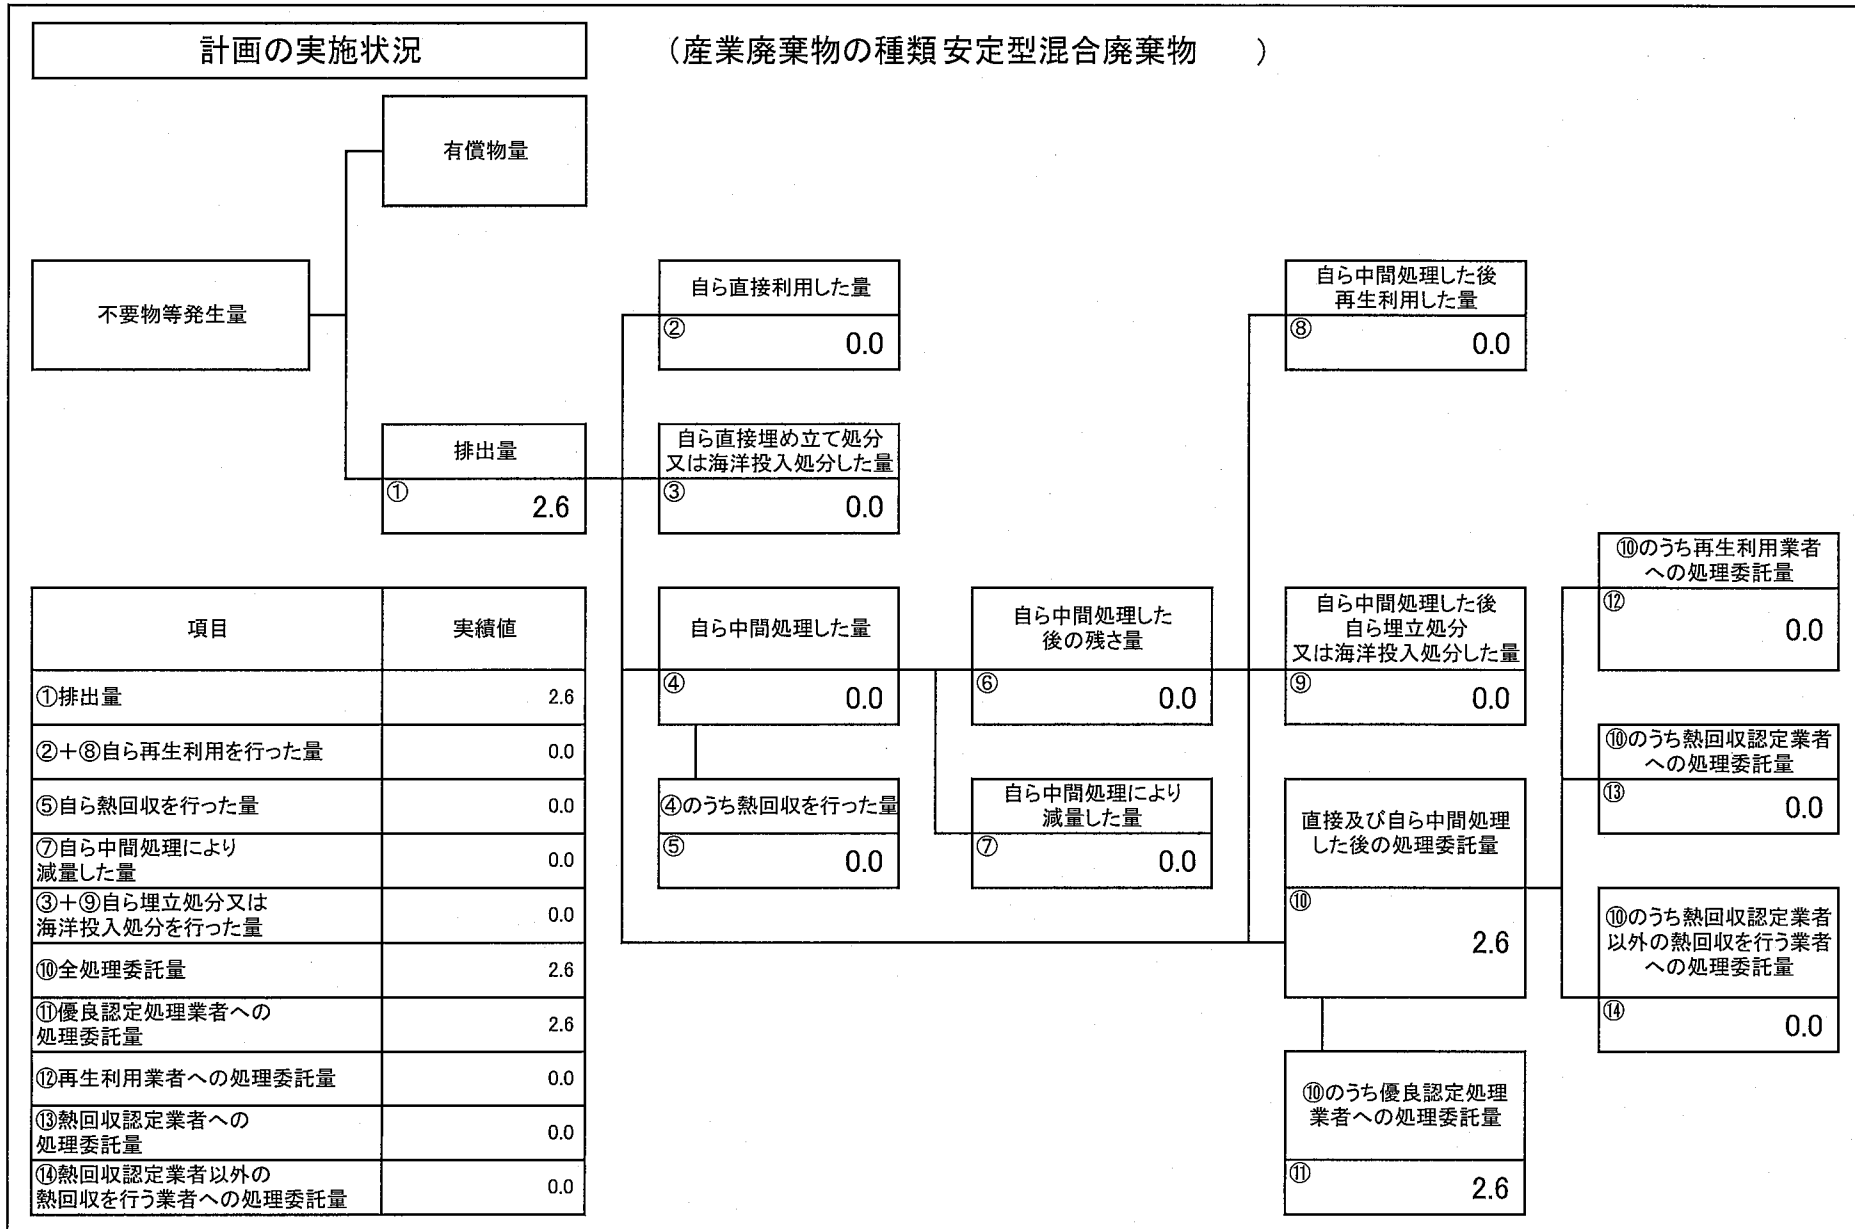 計画の実施状況
（産業廃棄物の種類 安定型混合廃棄物　　）
有償物量
不要物等発生量
排出量
①
2.6
自ら直接利用した量
②
0.0
自ら直接埋め立て処分
又は海洋投入処分した量
③
0.0
自ら中間処理した量
④
0.0
④のうち熱回収を行った量
⑤
0.0
自ら中間処理した
後の残さ量
⑥
0.0
自ら中間処理により
減量した量
⑦
0.0
自ら中間処理した後
再生利用した量
⑧
0.0
自ら中間処理した後
自ら埋立処分
又は海洋投入処分した量
⑨
0.0
直接及び自ら中間処理
した後の処理委託量
⑩
2.6
⑩のうち優良認定処理
業者への処理委託量
⑪
2.6
⑩のうち再生利用業者
への処理委託量
⑫
0.0
⑩のうち熱回収認定業者
への処理委託量
⑬
0.0
⑩のうち熱回収認定業者
以外の熱回収を行う業者
への処理委託量
⑭
0.0
項目 実績値
①排出量 2.6
②＋⑧自ら再生利用を行った量 0.0
⑤自ら熱回収を行った量 0.0
⑦自ら中間処理により
減量した量 0.0
③＋⑨自ら埋立処分又は
海洋投入処分を行った量 0.0
⑩全処理委託量 2.6
⑪優良認定処理業者への
処理委託量 2.6
⑫再生利用業者への処理委託量 0.0
⑬熱回収認定業者への
処理委託量 0.0
⑭熱回収認定業者以外の
熱回収を行う業者への処理委託量 0.0